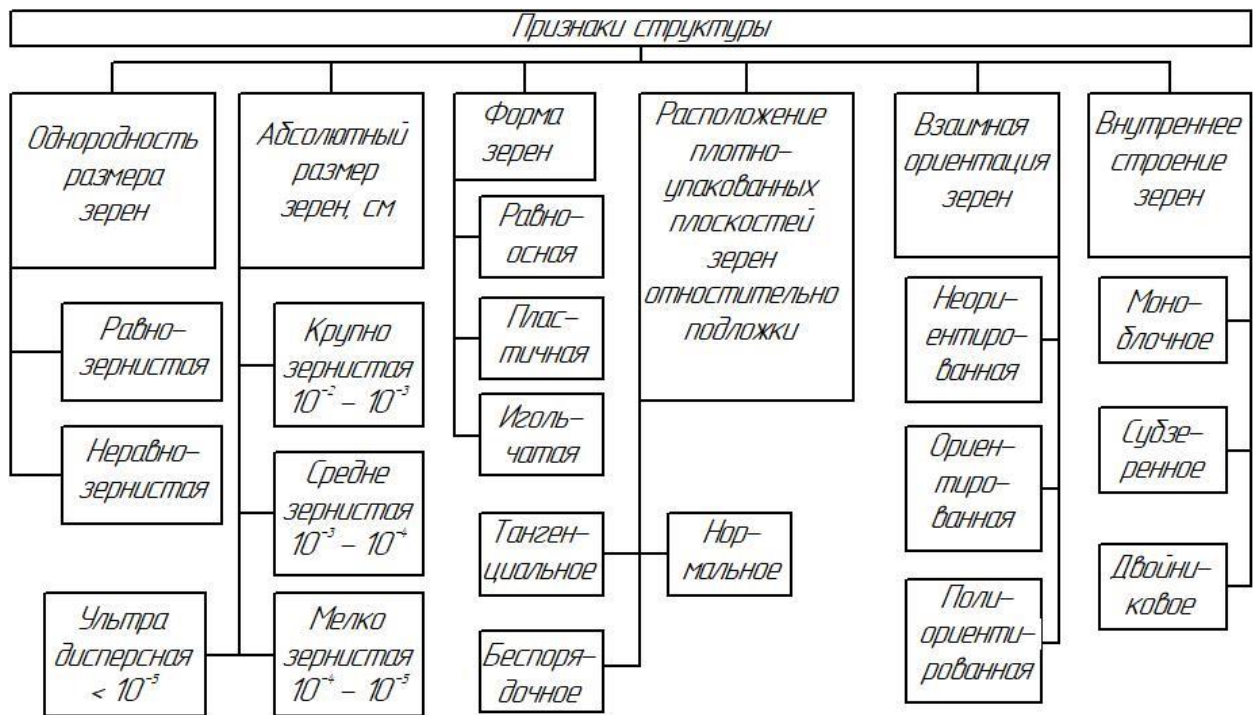 Признаки структуры
Однородность
размера
зерен
Равно-
зернистая
Неравно-
зернистая
Абсолютный
размер
зерен, см
Крупно
зернистая
10⁻² – 10⁻³
Средне
зернистая
10⁻³ – 10⁻⁴
Ультра
дисперсная
< 10⁻⁵
Мелко
зернистая
10⁻⁴ – 10⁻⁵
Форма
зерен
Равно-
осная
Плас-
тичная
Иголь-
чатая
Расположение
плотно-
упакованных
плоскостей
зерен
отностительно
подложки
Танген-
циальное
Нор-
мальное
Беспоря-
дочное
Взаимная
ориентация
зерен
Неори-
ентиро-
ванная
Ориен-
тиро-
ванная
Поли-
ориенти-
рованная
Внутреннее
строение
зерен
Моно-
блочное
Субзе-
ренное
Двойни-
ковое